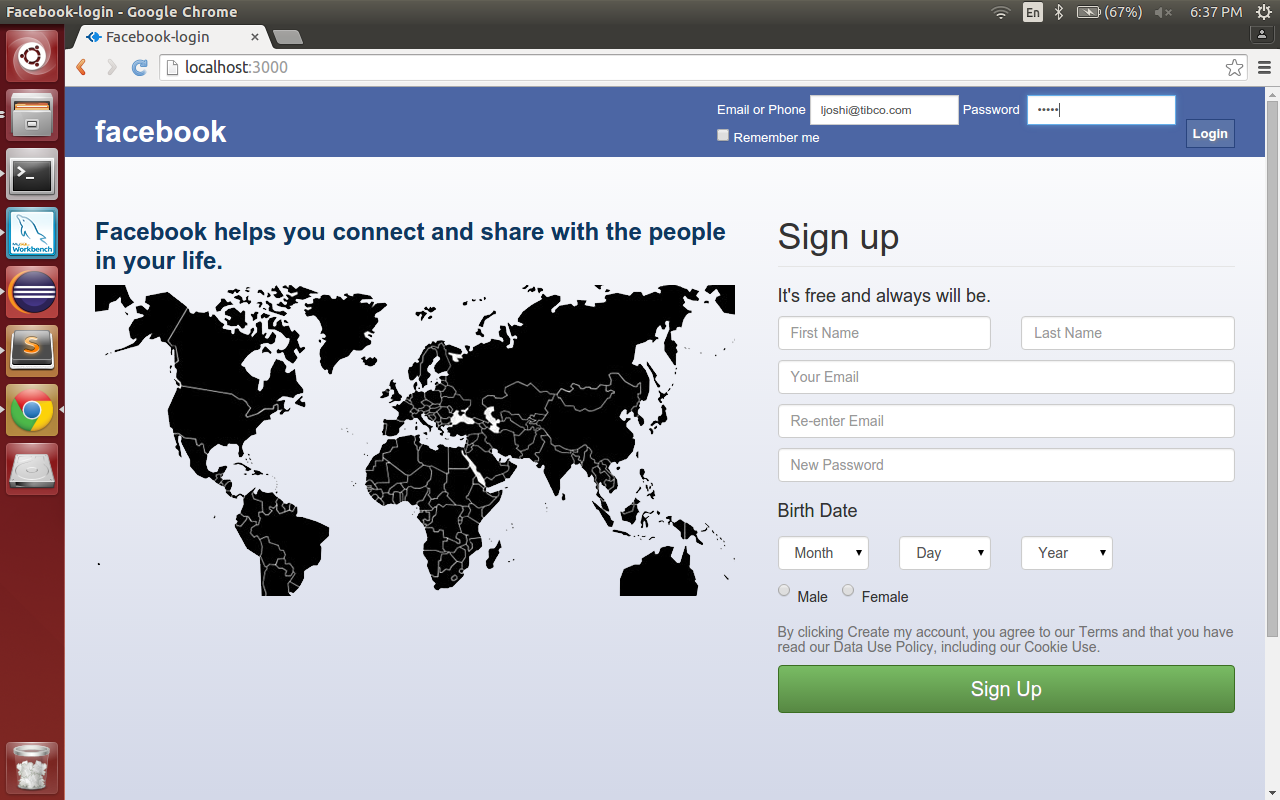 Facebook-login - Google Chrome
En
(67%)
6:37 PM
Facebook-login
localhost:3000
facebook
Email or Phone ljoshi@tibco.com Password •••••
Remember me
Login
Facebook helps you connect and share with the people
in your life.
Sign up
It's free and always will be.
First Name
Last Name
Your Email
Re-enter Email
New Password
Birth Date
Month
Day
Year
Male
Female
By clicking Create my account, you agree to our Terms and that you have
read our Data Use Policy, including our Cookie Use.
Sign Up
>_
Workbench
S